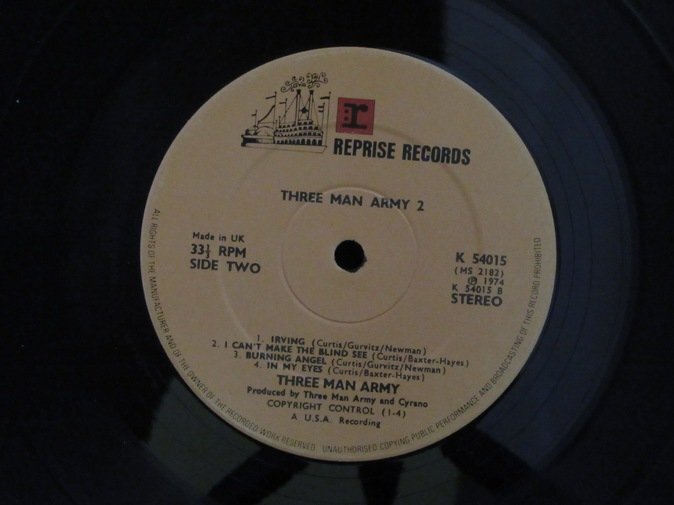 r
REPRISE RECORDS
THREE MAN ARMY 2
Made in UK
33⅓ RPM
SIDE TWO
K 54015
(MS 2182)
℗ 1974
K 54015 B
STEREO
1. IRVING (Curtis/Gurvitz/Newman)
2. I CAN'T MAKE THE BLIND SEE (Curtis/Baxter-Hayes)
3. BURNING ANGEL (Curtis/Gurvitz/Newman)
4. IN MY EYES (Curtis/Baxter-Hayes)
THREE MAN ARMY
Produced by Three Man Army and Cyrano
COPYRIGHT CONTROL (1-4)
A U.S.A. Recording
ALL RIGHTS OF THE MANUFACTURER AND OF THE OWNER OF THE RECORDED WORK RESERVED. UNAUTHORISED COPYING PUBLIC PERFORMANCE AND BROADCASTING OF THIS RECORD PROHIBITED